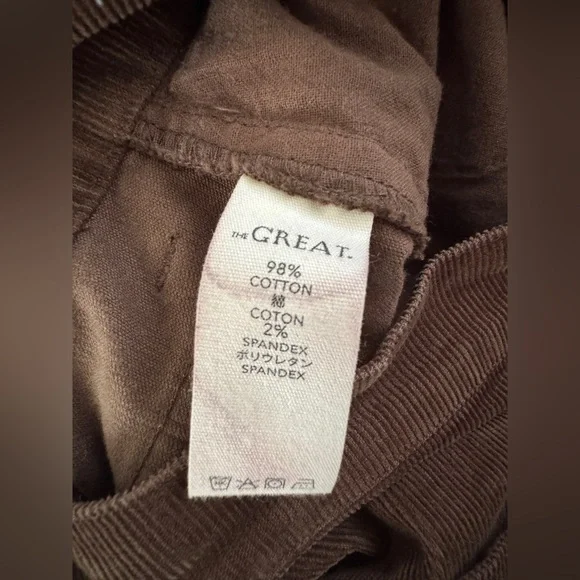 THE GREAT.
98%
COTTON
綿
COTON
2%
SPANDEX
ポリウレタン
SPANDEX